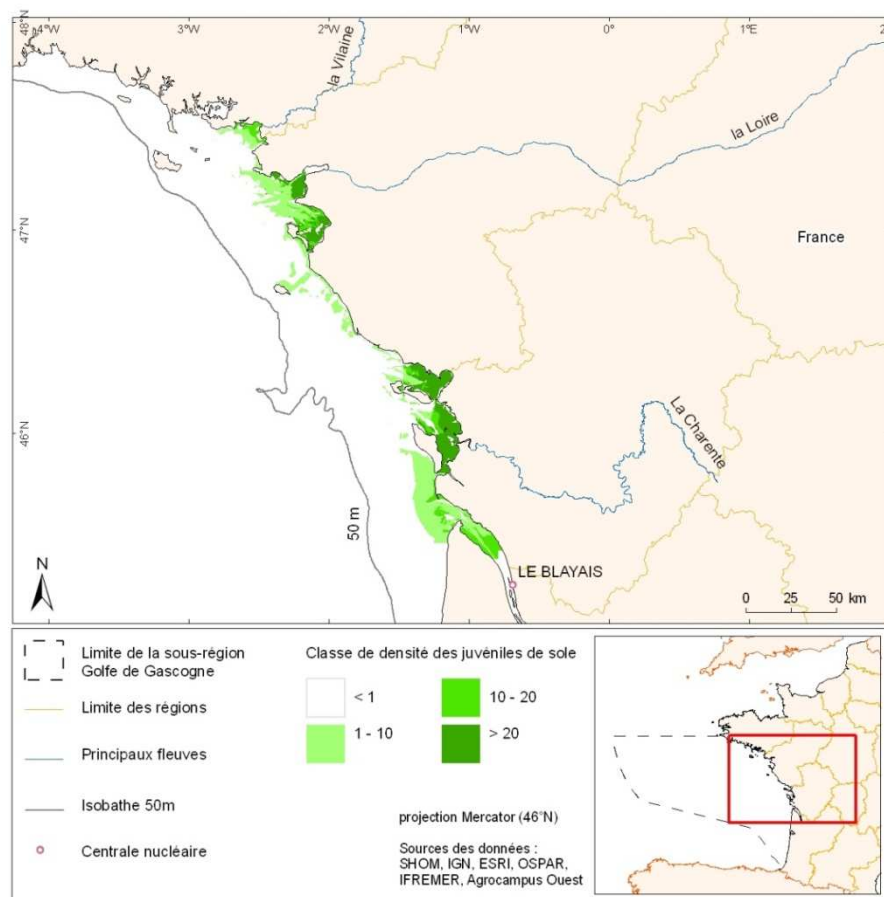 4°W
3°W
2°W
1°W
0°
1°E
2
48°N
47°N
46°N
la Vilaine
la Loire
France
La Charente
50 m
LE BLAYAIS
N
0 25 50 km
Limite de la sous-région
Golfe de Gascogne
Limite des régions
Principaux fleuves
Isobathe 50m
Centrale nucléaire
Classe de densité des juvéniles de sole
< 1
10 - 20
1 - 10
> 20
projection Mercator (46°N)
Sources des données :
SHOM, IGN, ESRI, OSPAR,
IFREMER, Agrocampus Ouest